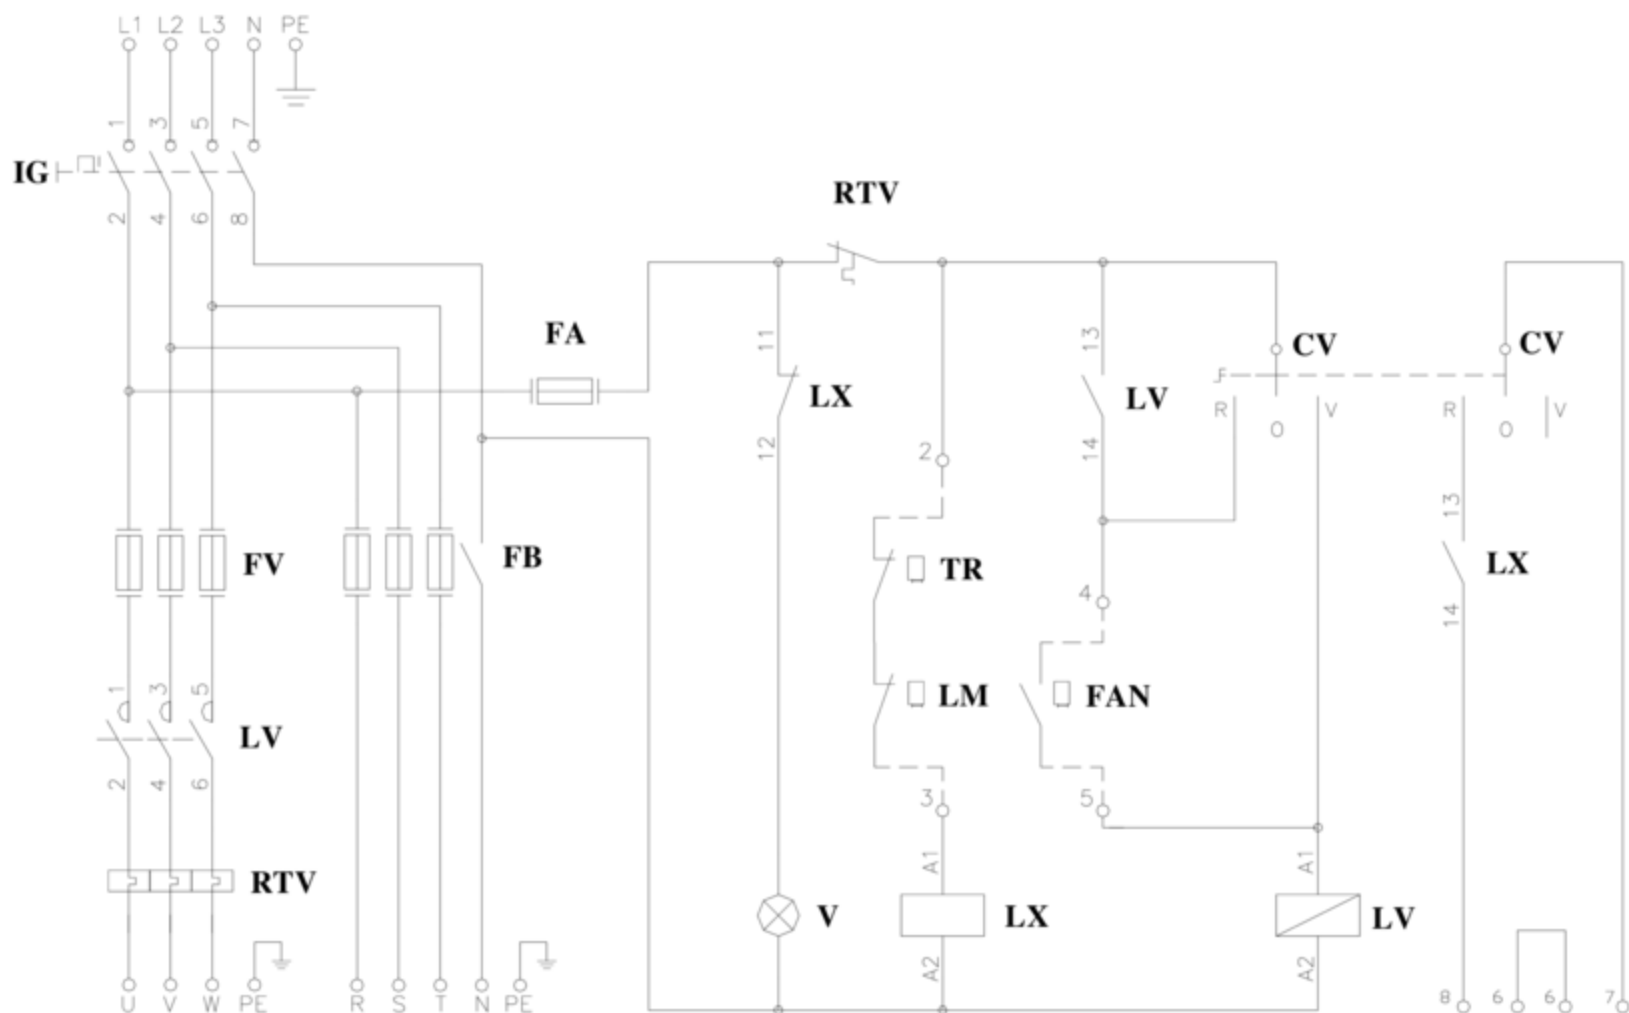 L1 L2 L3 N PE
1 3 5 7
IG
2 4 6 8
RTV
FA
11
LX
12
13
LV
14
CV
R O V
CV
R O V
2
TR
LM
3
4
FAN
5
13
LX
14
FV
FB
1 3 5
LV
2 4 6
RTV
V
A1
LX
A2
A1
LV
A2
U V W PE
R S T N PE
8 6 6 7